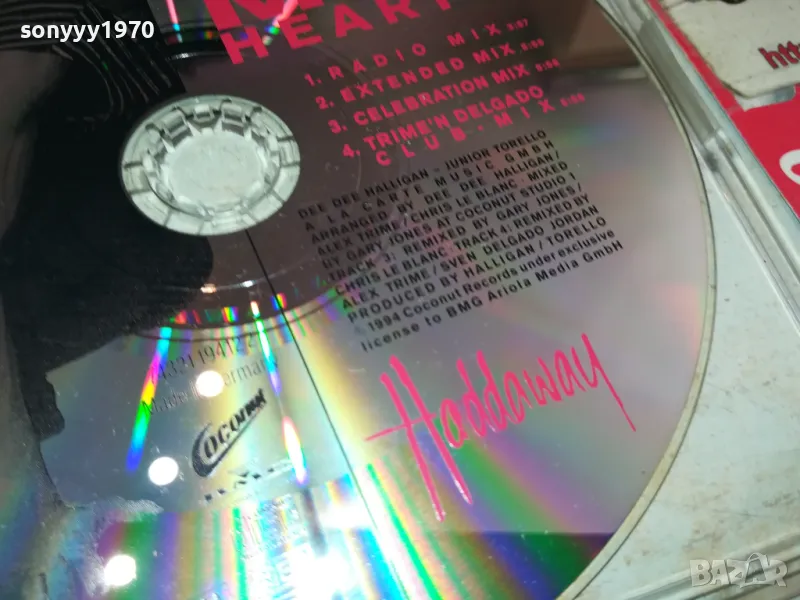 sonyyy1970
HEART
1. RADIO MIX 3:57
2. EXTENDED MIX
3. CELEBRATION MIX
4. TRIME'N DELGADO
CLUB-MIX
DEE DEE HALLIGAN - JUNIOR TORELLO
A LA CARTE MUSIC GMBH
ARRANGED BY DEE DEE HALLIGAN/
ALEX TRIME/CHRIS LE BLANC - MIXED
BY GARY JONES AT COCONUT STUDIO 1
TRACK 3: REMIXED BY GARY JONES/
CHRIS LE BLANC, TRACK 4: REMIXED BY
ALEX TRIME/SVEN DELGADO JORDAN
PRODUCED BY HALLIGAN/TORELLO
1994 Coconut Records under exclusive
license to BMG Ariola Media GmbH
Haddaway
Coconut
BAZAR